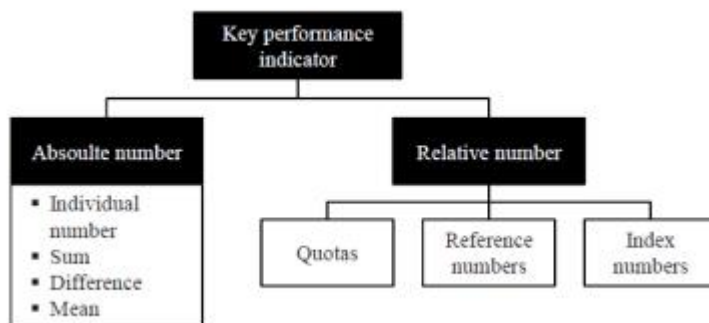 Key performance
indicator
Absoulte number
Relative number
▪ Individual
number
▪ Sum
▪ Difference
▪ Mean
Quotas
Reference
numbers
Index
numbers